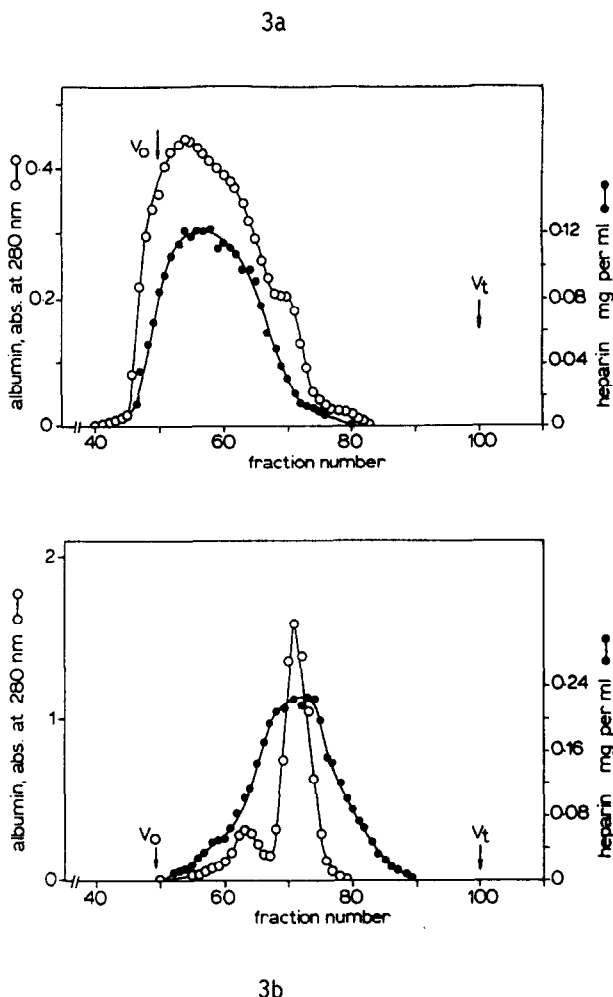 3a
albumin, abs. at 280 nm
0.4
0.2
0
Vo
Vt
0.12
0.08
0.04
0
heparin mg per ml
40
60
80
100
fraction number
albumin, abs. at 280 nm
2
1
0
Vo
Vt
0.24
0.16
0.08
0
heparin mg per ml
40
60
80
100
fraction number
3b